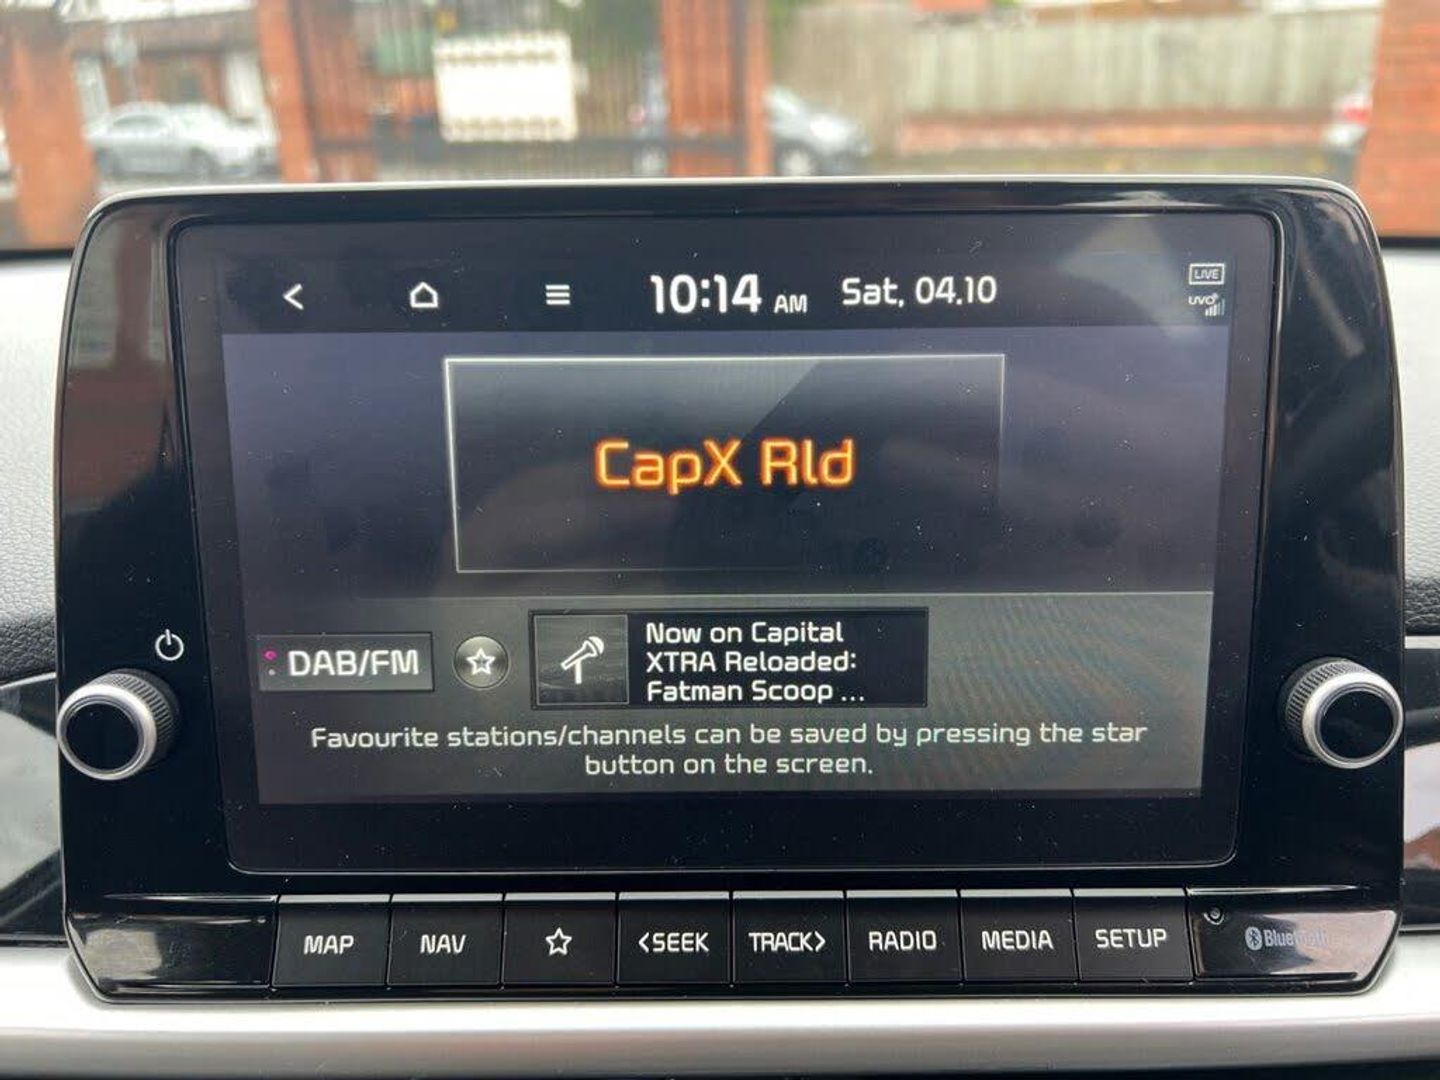 10:14 AM Sat, 04.10
LIVE
UVO
CapX Rld
DAB/FM
Now on Capital
XTRA Reloaded:
Fatman Scoop ...
Favourite stations/channels can be saved by pressing the star
button on the screen.
MAP NAV <SEEK TRACK> RADIO MEDIA SETUP
Bluetooth